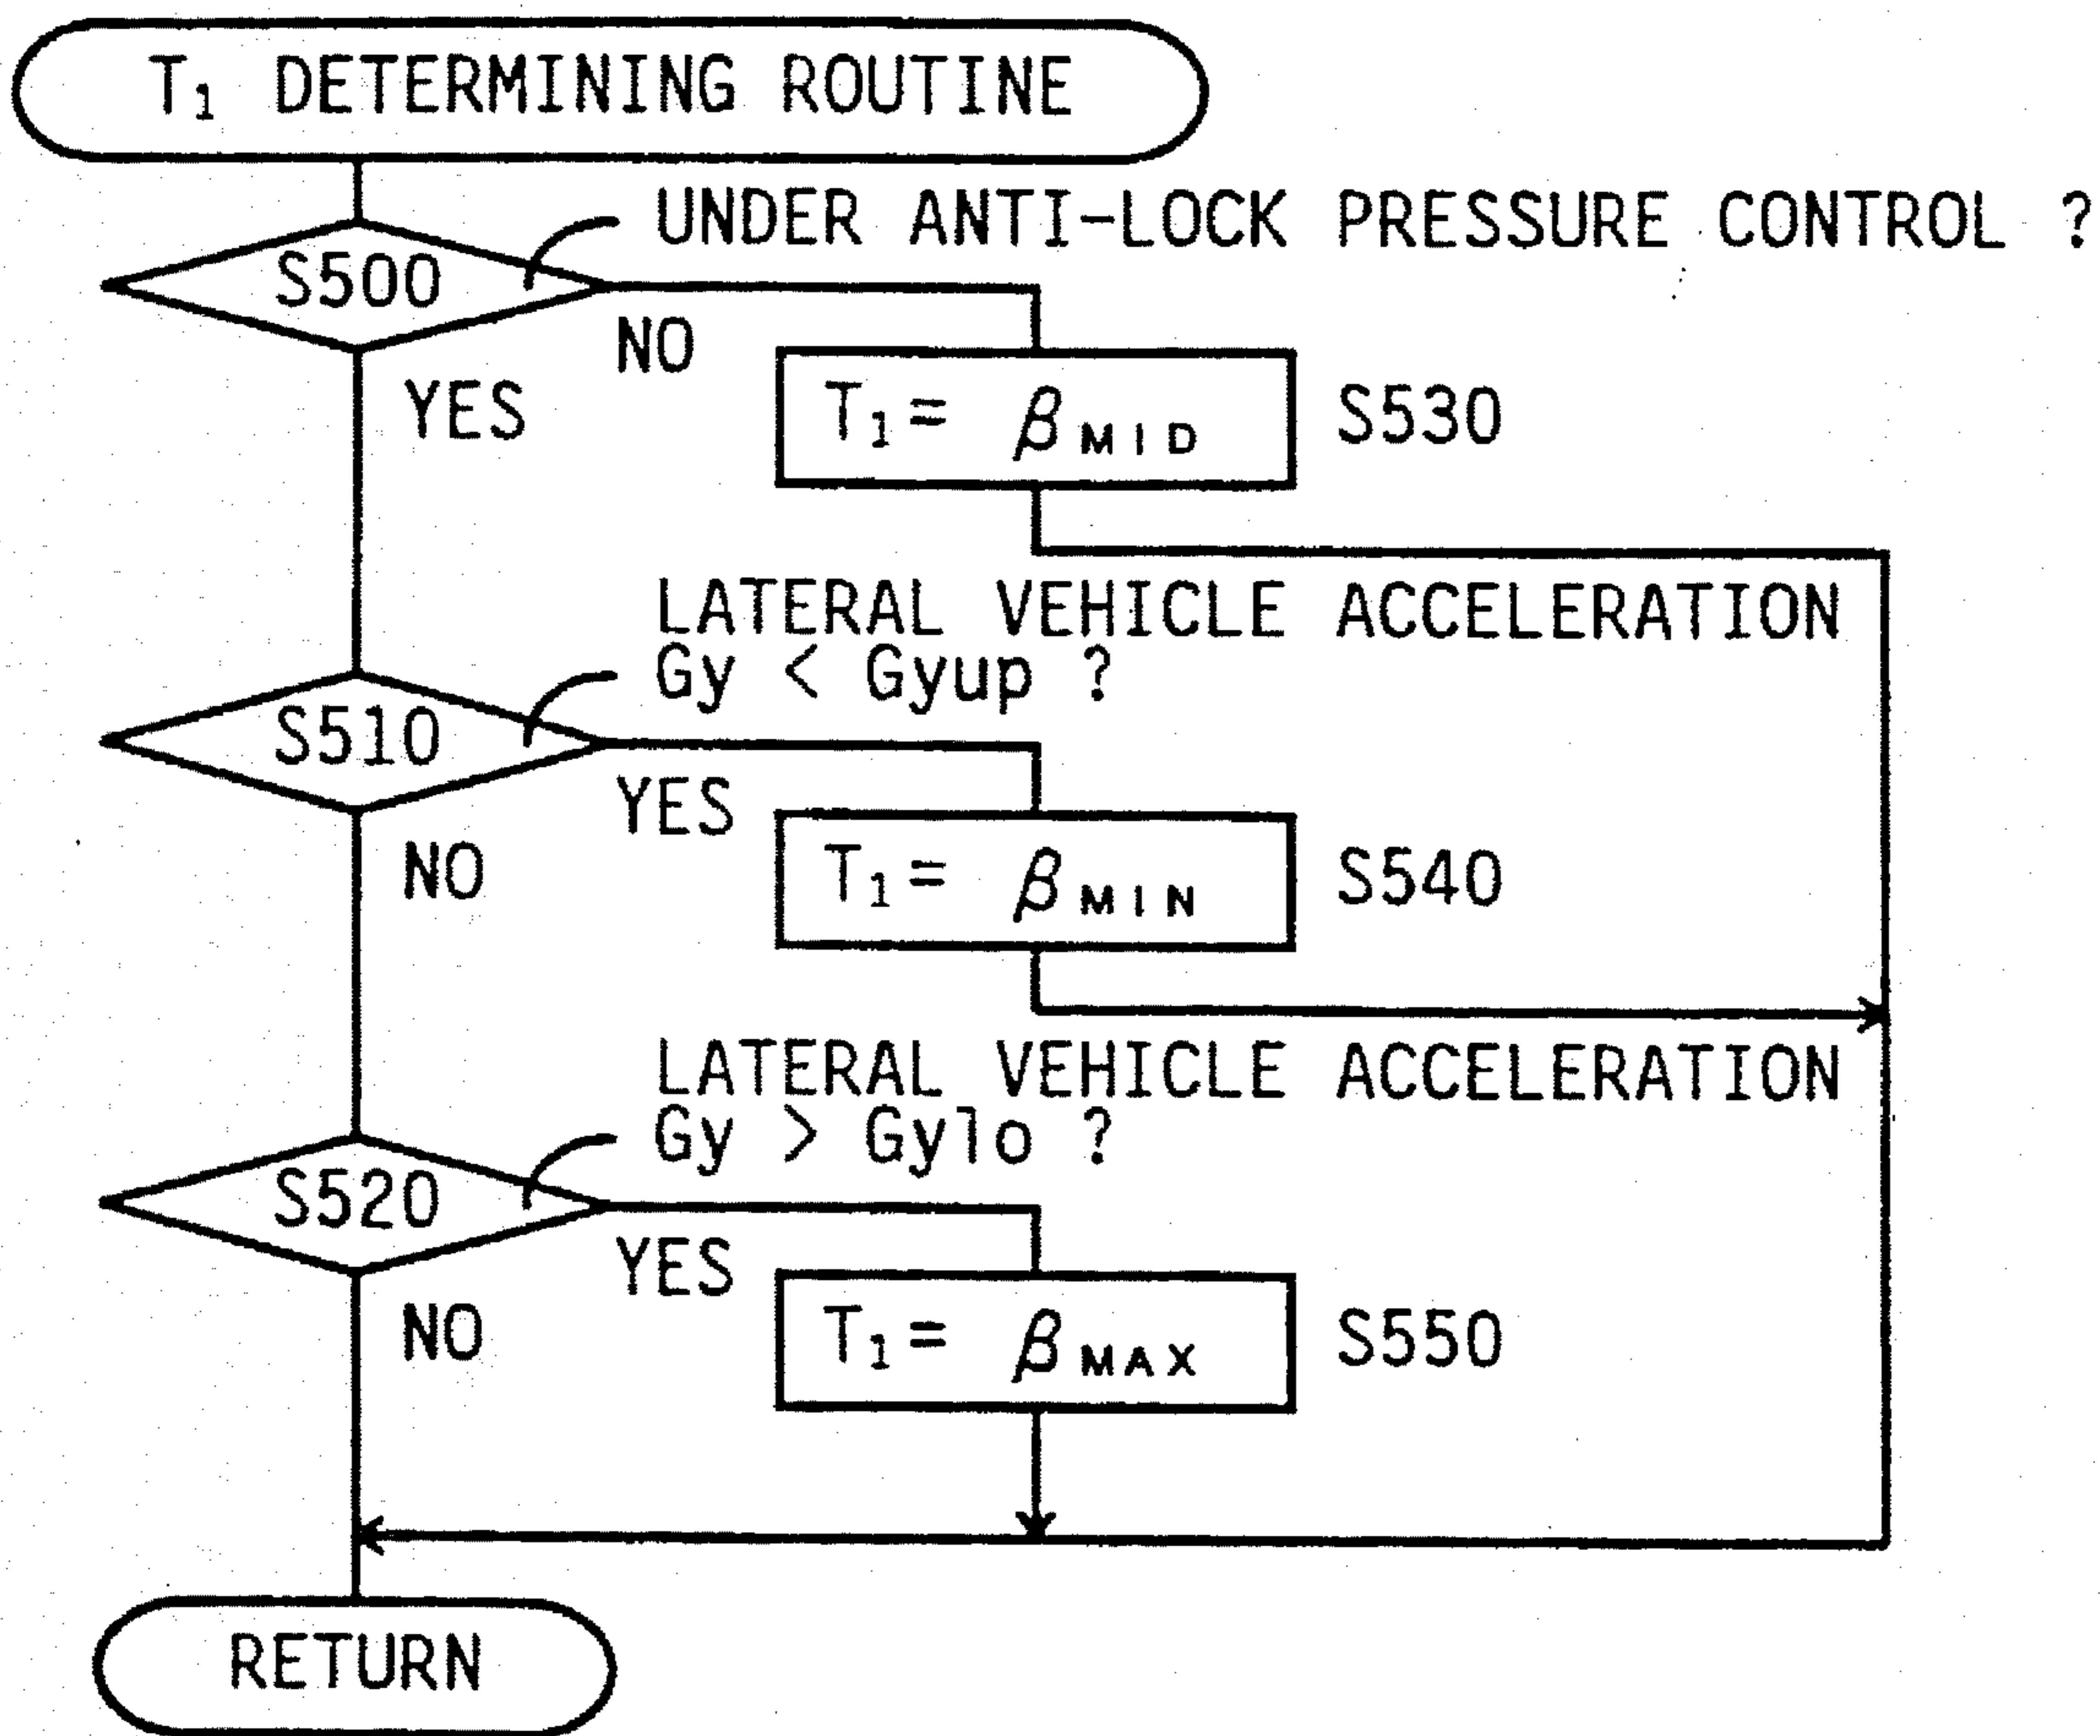 T₁ DETERMINING ROUTINE
UNDER ANTI-LOCK PRESSURE CONTROL ?
S500
NO
YES
T₁= βMID
S530
LATERAL VEHICLE ACCELERATION
Gy < Gyup ?
S510
YES
NO
T₁= βMIN
S540
LATERAL VEHICLE ACCELERATION
Gy > Gylo ?
S520
YES
NO
T₁= βMAX
S550
RETURN